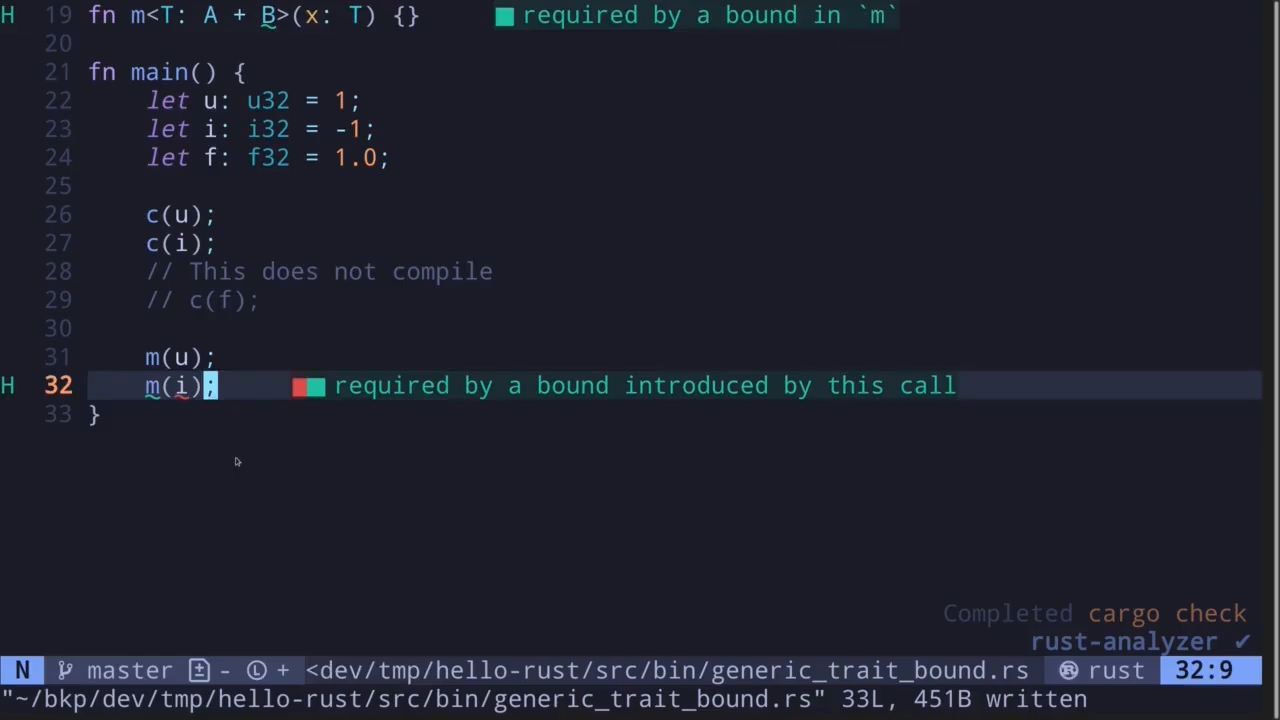 H 19 fn m<T: A + B>(x: T) {} required by a bound in `m`
20
21 fn main() {
22 let u: u32 = 1;
23 let i: i32 = -1;
24 let f: f32 = 1.0;
25
26 c(u);
27 c(i);
28 // This does not compile
29 // c(f);
30
31 m(u);
H 32 m(i); required by a bound introduced by this call
33 }
Completed cargo check
rust-analyzer ✔
N master - L + <dev/tmp/hello-rust/src/bin/generic_trait_bound.rs rust 32:9
"~/bkp/dev/tmp/hello-rust/src/bin/generic_trait_bound.rs" 33L, 451B written